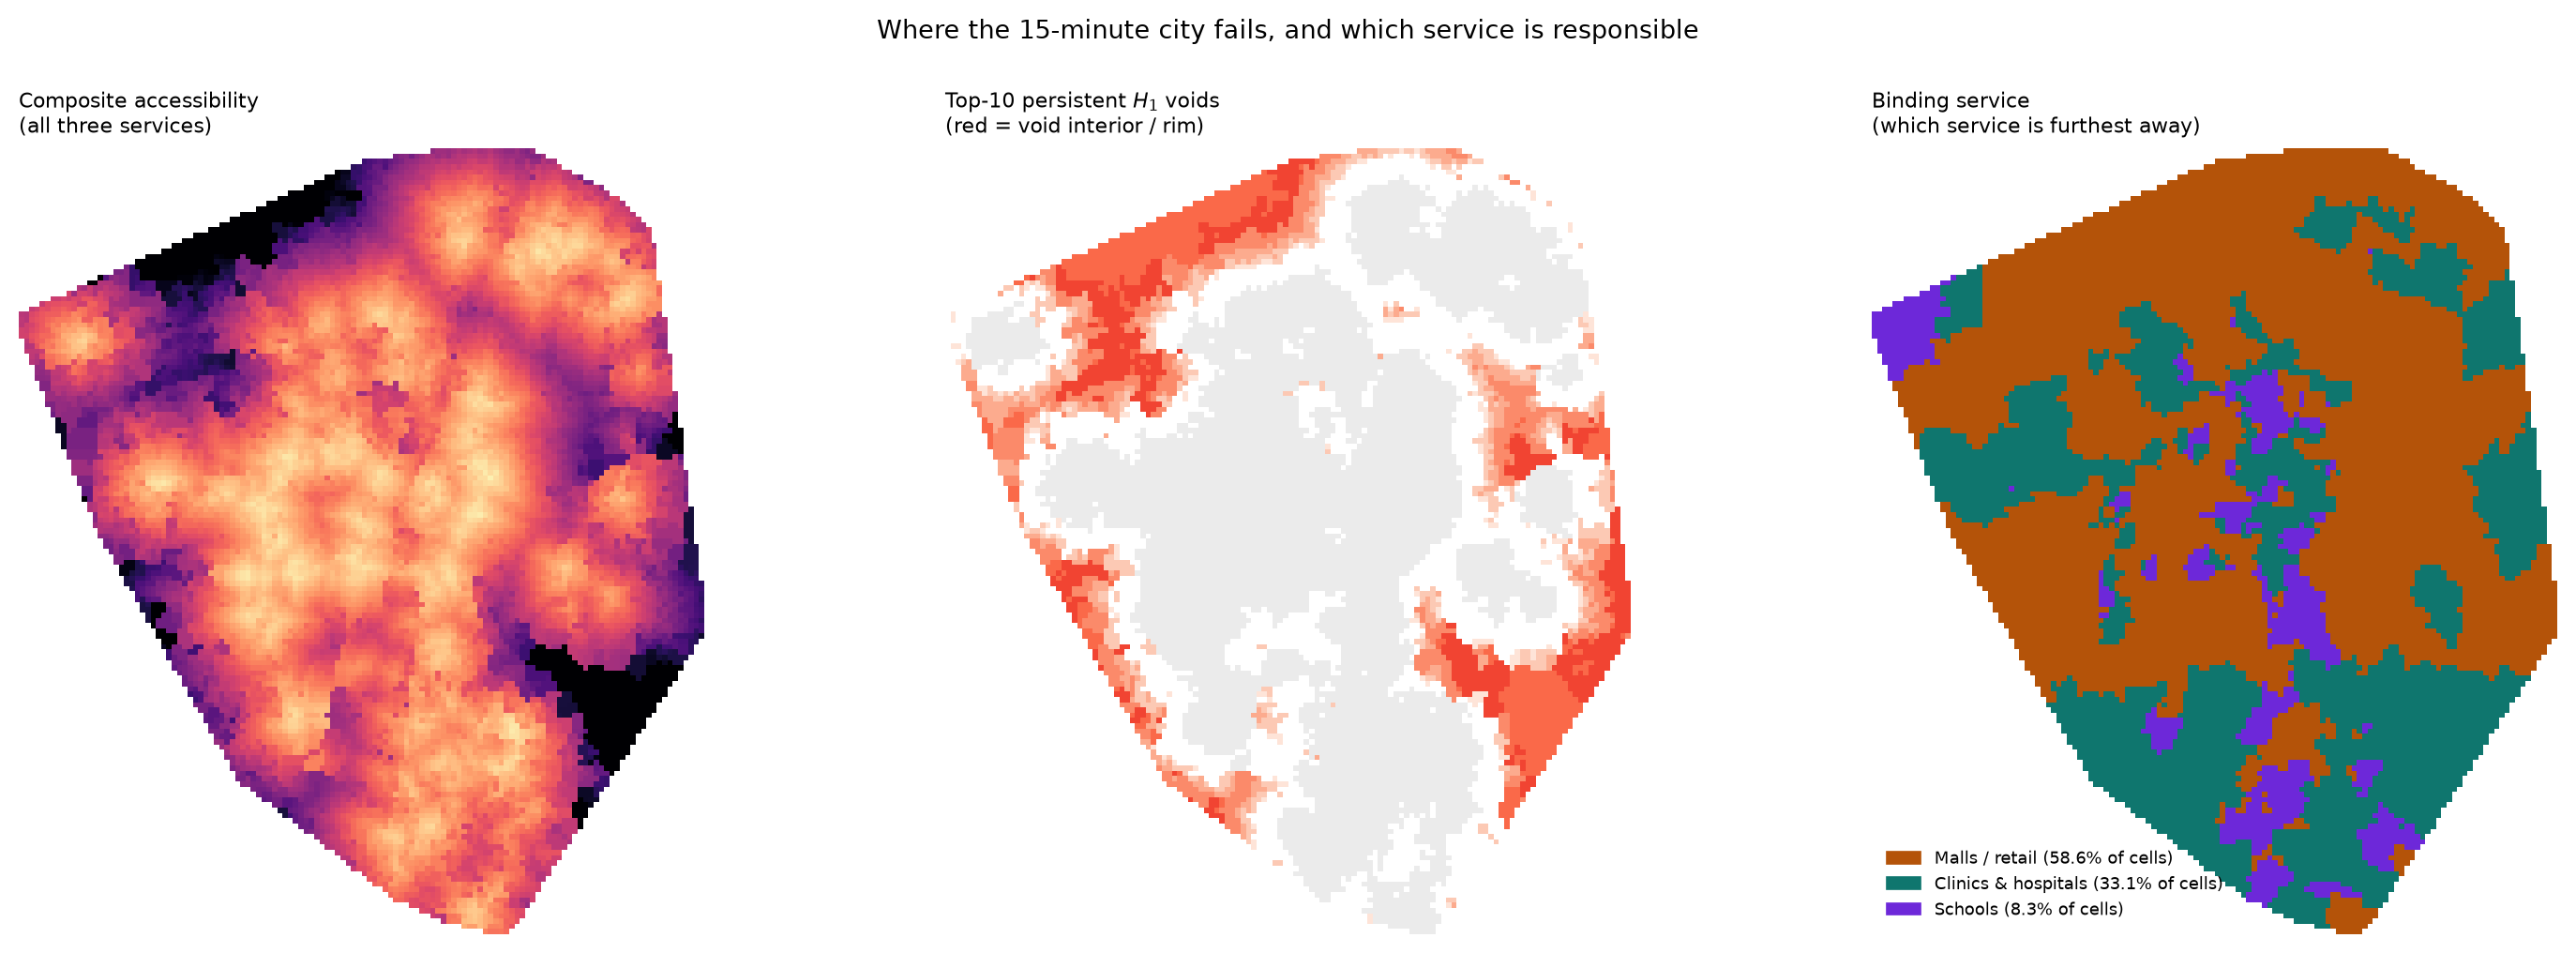 Where the 15-minute city fails, and which service is responsible
Composite accessibility
(all three services)
Top-10 persistent H₁ voids
(red = void interior / rim)
Binding service
(which service is furthest away)
Malls / retail (58.6% of cells)
Clinics & hospitals (33.1% of cells)
Schools (8.3% of cells)